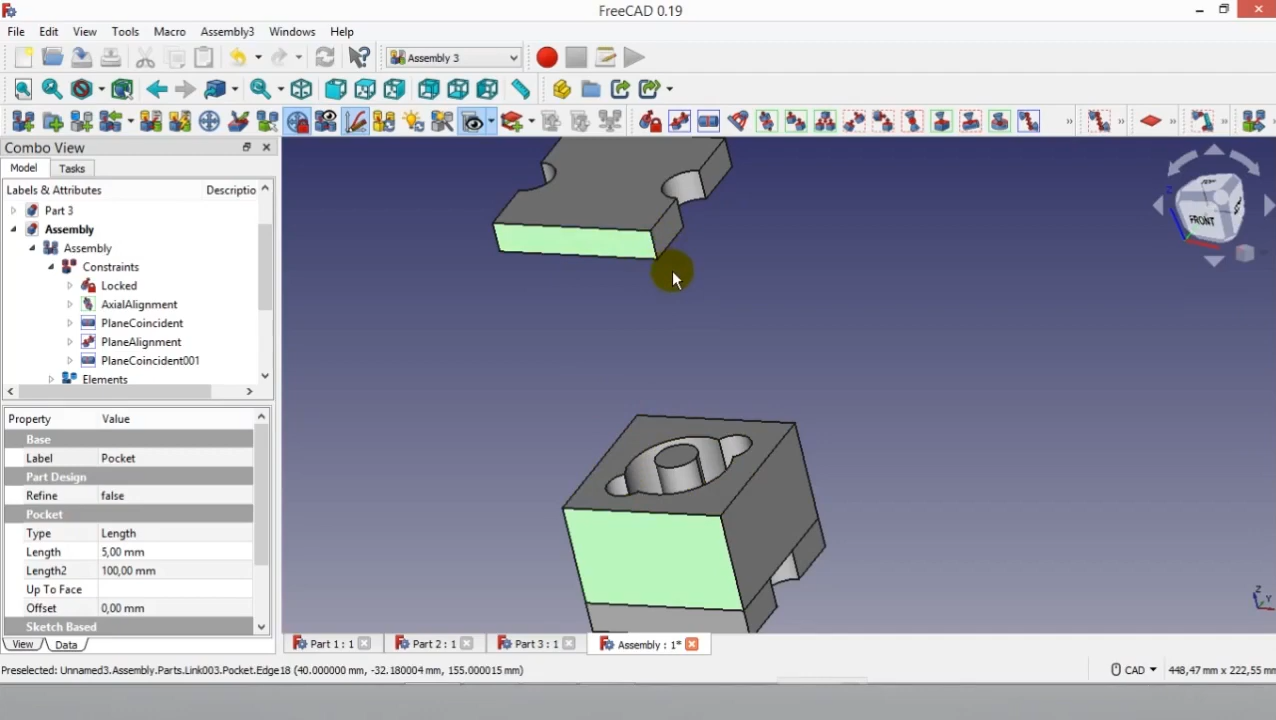 FreeCAD 0.19
File Edit View Tools Macro Assembly3 Windows Help
Assembly 3
Combo View
Model Tasks
Labels & Attributes Descriptio
Part 3
Assembly
Assembly
Constraints
Locked
AxialAlignment
PlaneCoincident
PlaneAlignment
PlaneCoincident001
Elements
Property Value
Base
Label Pocket
Part Design
Refine false
Pocket
Type Length
Length 5,00 mm
Length2 100,00 mm
Up To Face
Offset 0,00 mm
Sketch Based
View Data
FRONT
Z
Z
Y
Part 1 : 1 Part 2 : 1 Part 3 : 1 Assembly : 1*
Preselected: Unnamed3.Assembly.Parts.Link003.Pocket.Edge18 (40.000000 mm, -32.180004 mm, 155.000015 mm) CAD 448,47 mm x 222,55 mm